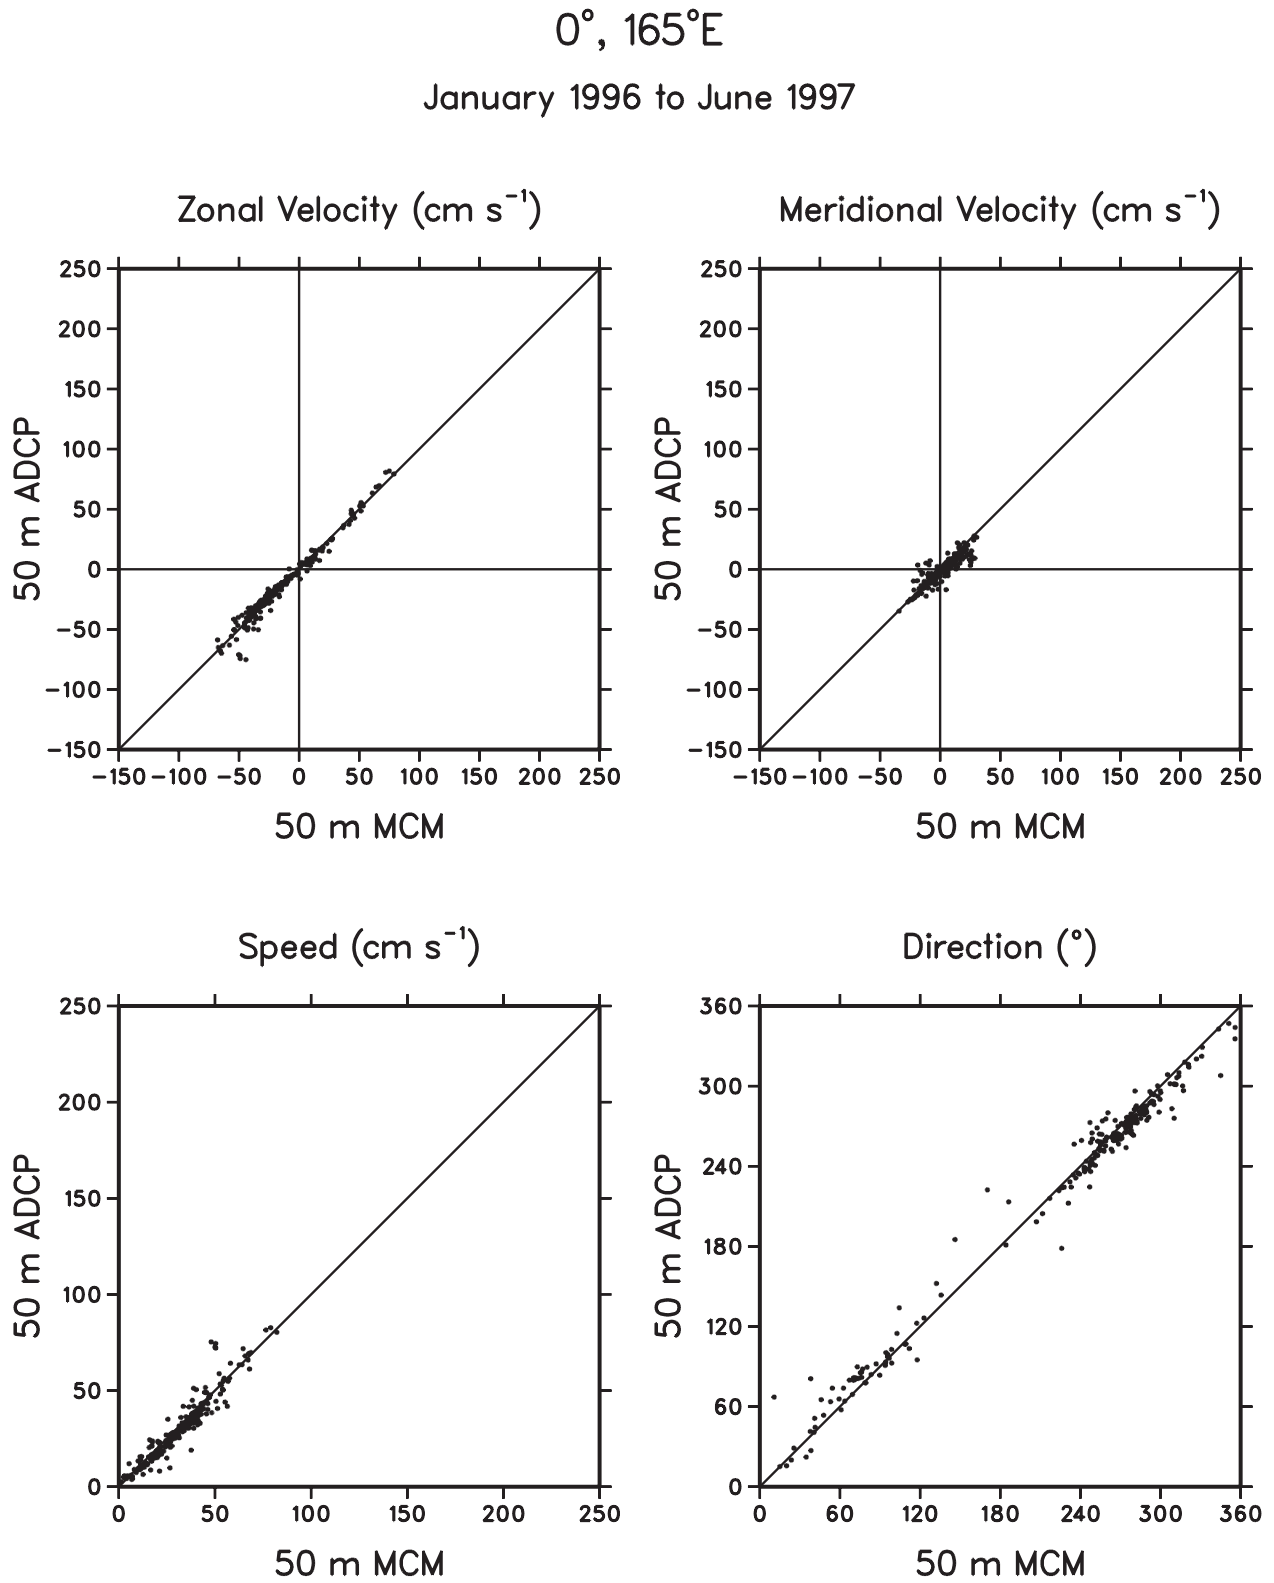 0°, 165°E
January 1996 to June 1997
Zonal Velocity (cm s⁻¹)
250
200
150
100
50
0
−50
−100
−150
50 m ADCP
−150 −100 −50 0 50 100 150 200 250
50 m MCM
Meridional Velocity (cm s⁻¹)
250
200
150
100
50
0
−50
−100
−150
50 m ADCP
−150 −100 −50 0 50 100 150 200 250
50 m MCM
Speed (cm s⁻¹)
250
200
150
100
50
0
50 m ADCP
0 50 100 150 200 250
50 m MCM
Direction (°)
360
300
240
180
120
60
0
50 m ADCP
0 60 120 180 240 300 360
50 m MCM